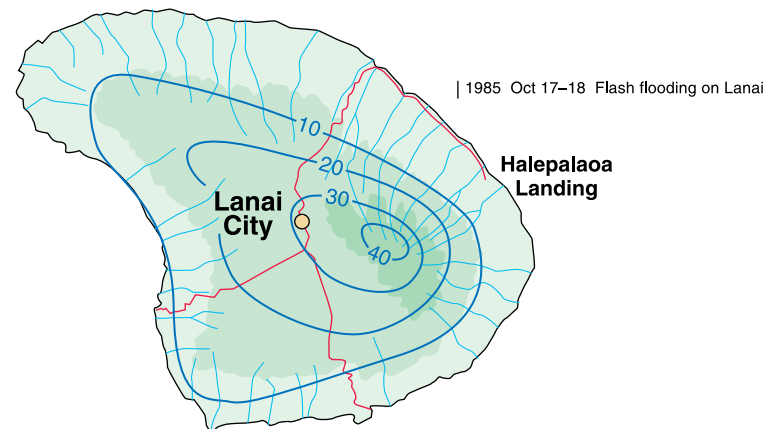 1985 Oct 17–18 Flash flooding on Lanai
10
20
Halepalaoa
Landing
30
Lanai
City
40